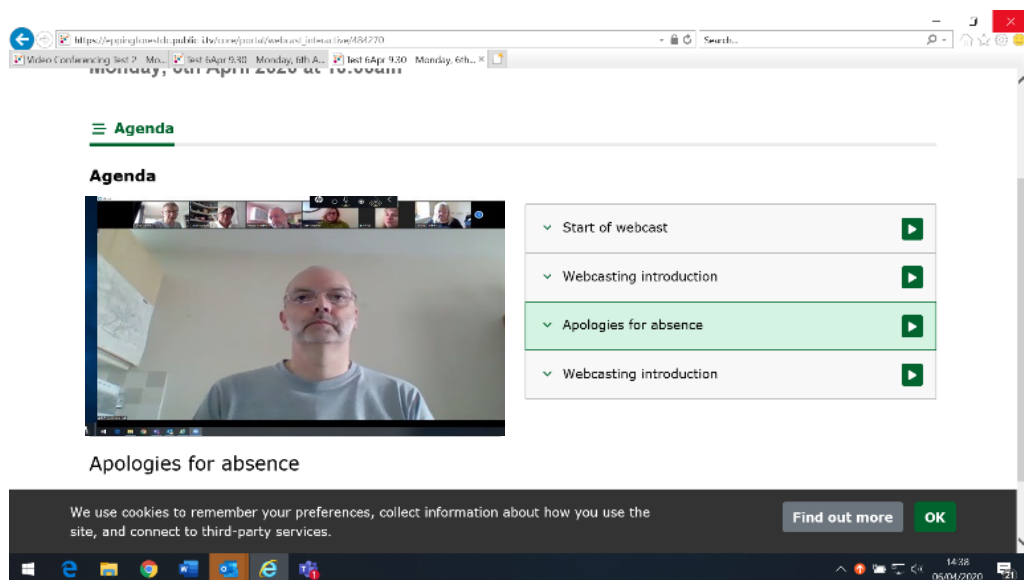 https://eppingforestdc.public-i.tv/core/portal/webcast_interactive/484270
Search...
Video Conferencing Test 2 Mo...
Test 6Apr 9.30 Monday, 6th A...
Test 6Apr 9.30 Monday, 6th...
Monday, 6th April 2020 at 10:00am
Agenda
Agenda
Start of webcast
Webcasting introduction
Apologies for absence
Webcasting introduction
Apologies for absence
We use cookies to remember your preferences, collect information about how you use the
site, and connect to third-party services.
Find out more
OK
14:38
06/04/2020
21